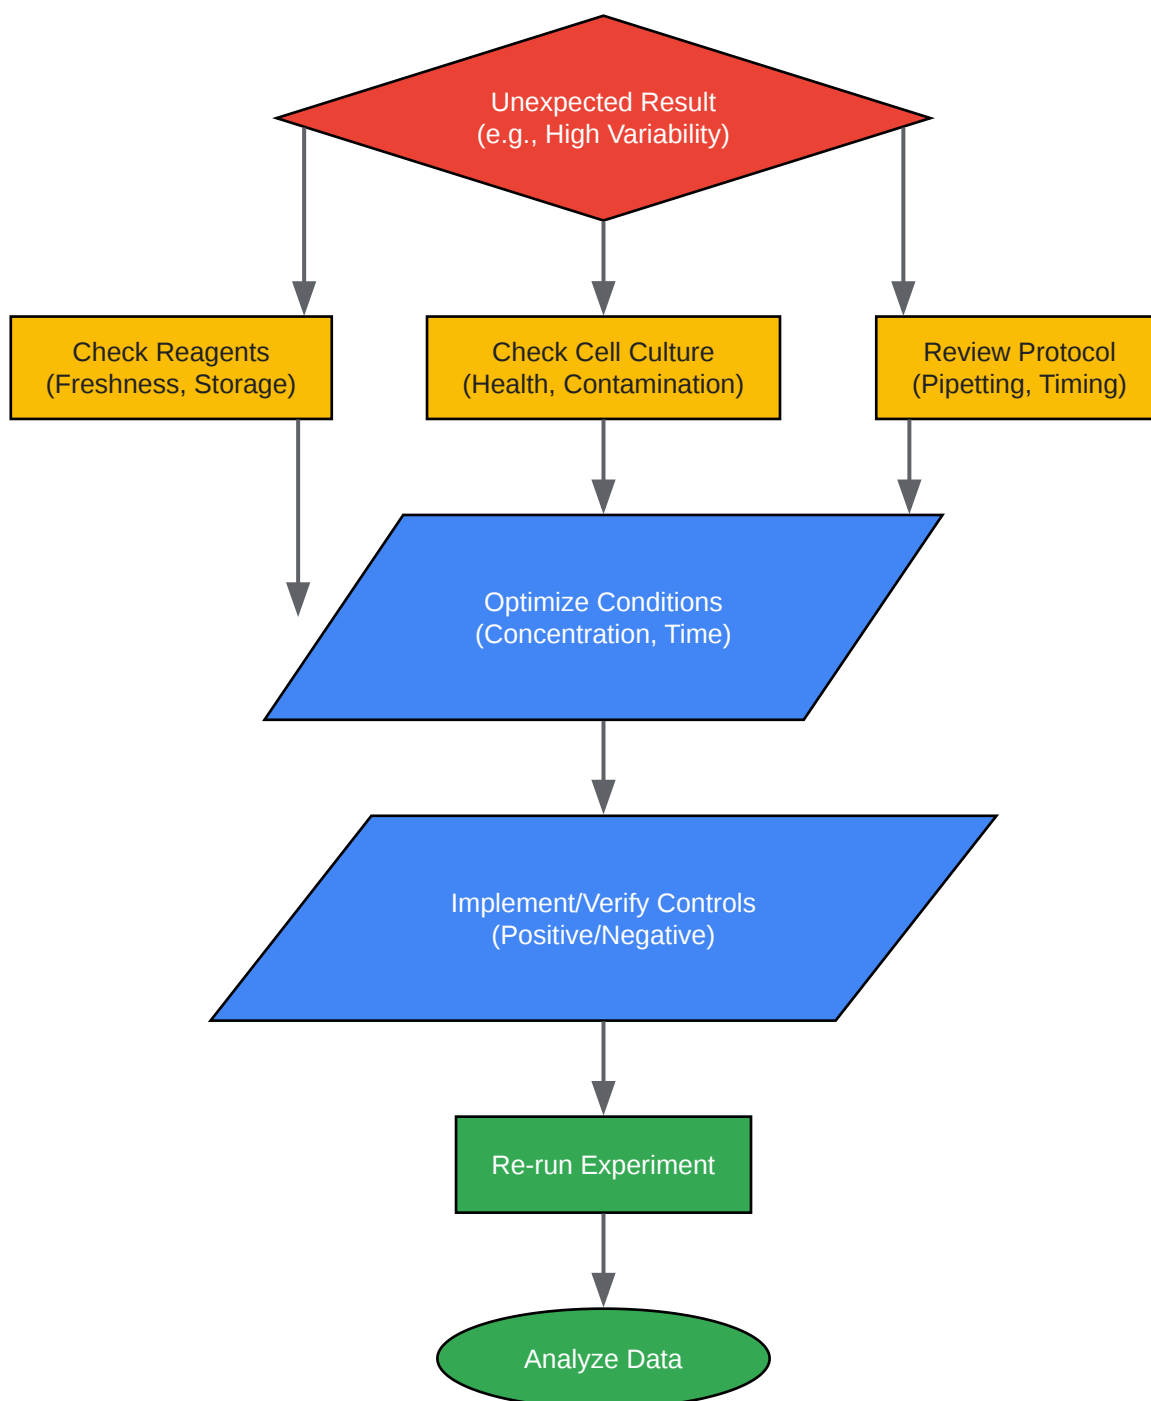 Unexpected Result
(e.g., High Variability)
Check Reagents
(Freshness, Storage)
Check Cell Culture
(Health, Contamination)
Review Protocol
(Pipetting, Timing)
Optimize Conditions
(Concentration, Time)
Implement/Verify Controls
(Positive/Negative)
Re-run Experiment
Analyze Data